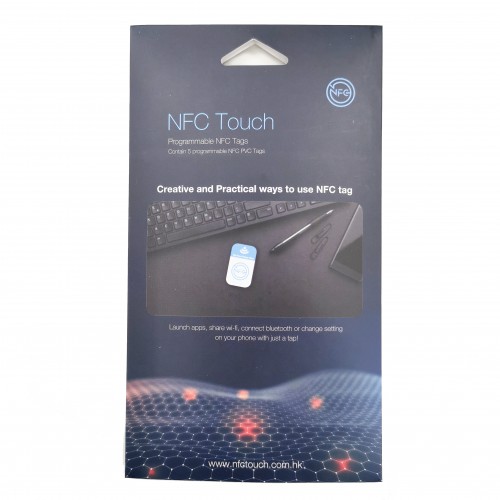 NFC
NFC Touch
Programmable NFC Tags
Contain 5 programmable NFC PVC Tags
Creative and Practical ways to use NFC tag
NFC
Launch apps, share wi-fi, connect bluetooth or change setting
on your phone with just a tap!
www.nfctouch.com.hk